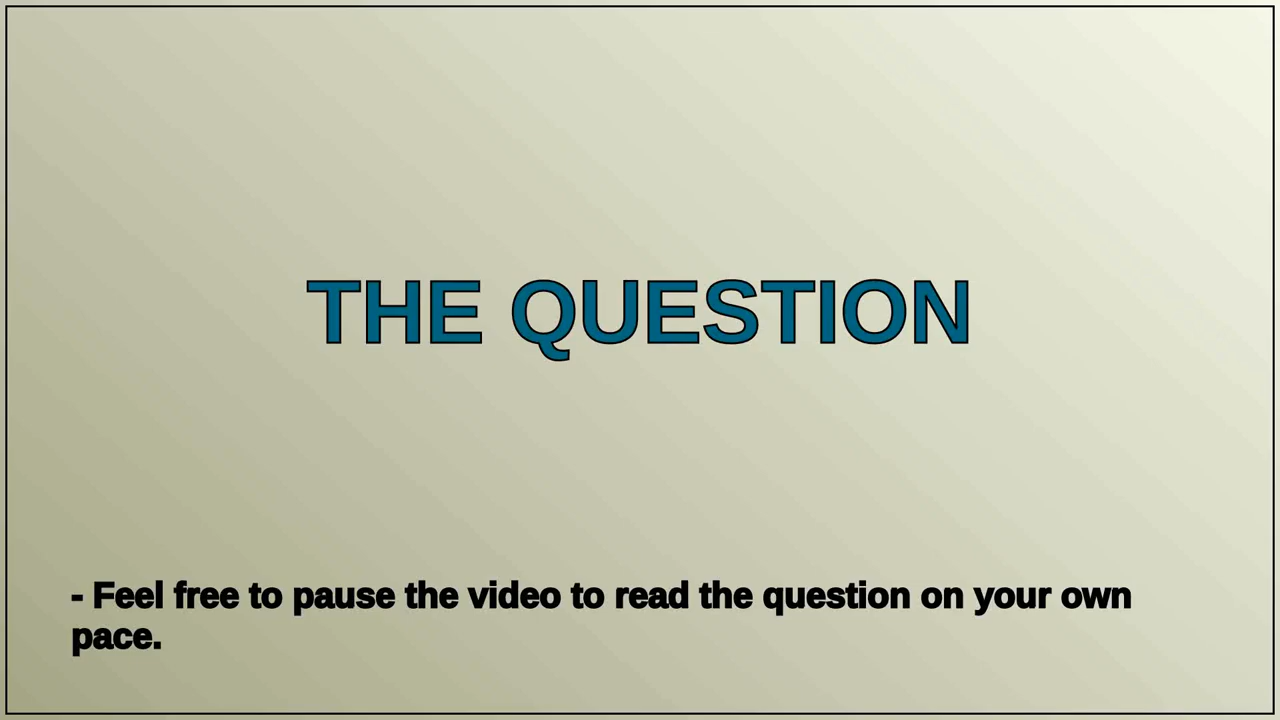 THE QUESTION
- Feel free to pause the video to read the question on your own
pace.